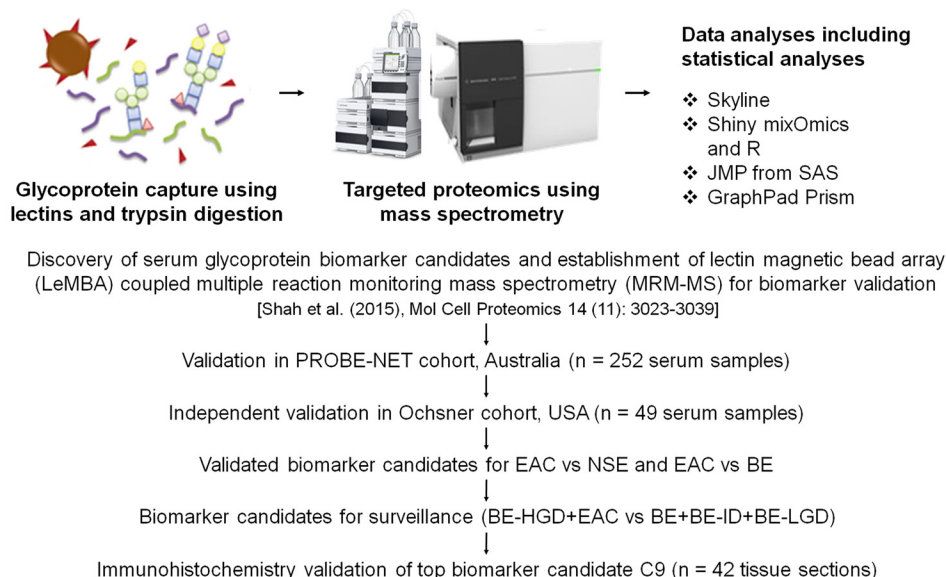 Glycoprotein capture using
lectins and trypsin digestion
Targeted proteomics using
mass spectrometry
Data analyses including
statistical analyses
❖ Skyline
❖ Shiny mixOmics
and R
❖ JMP from SAS
❖ GraphPad Prism
Discovery of serum glycoprotein biomarker candidates and establishment of lectin magnetic bead array
(LeMBA) coupled multiple reaction monitoring mass spectrometry (MRM-MS) for biomarker validation
[Shah et al. (2015), Mol Cell Proteomics 14 (11): 3023-3039]
Validation in PROBE-NET cohort, Australia (n = 252 serum samples)
Independent validation in Ochsner cohort, USA (n = 49 serum samples)
Validated biomarker candidates for EAC vs NSE and EAC vs BE
Biomarker candidates for surveillance (BE-HGD+EAC vs BE+BE-ID+BE-LGD)
Immunohistochemistry validation of top biomarker candidate C9 (n = 42 tissue sections)